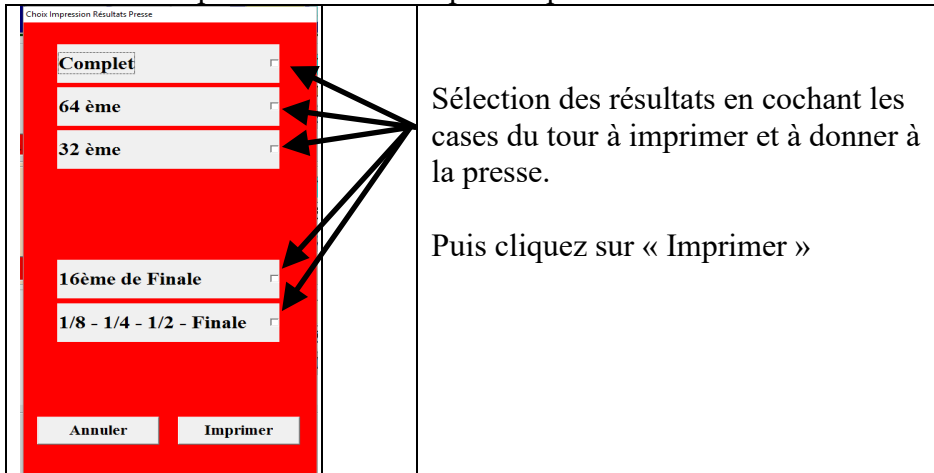 Choix Impression Résultats Presse
Complet
64 ème
32 ème
16ème de Finale
1/8 - 1/4 - 1/2 - Finale
Annuler Imprimer
Sélection des résultats en cochant les
cases du tour à imprimer et à donner à
la presse.
Puis cliquez sur « Imprimer »